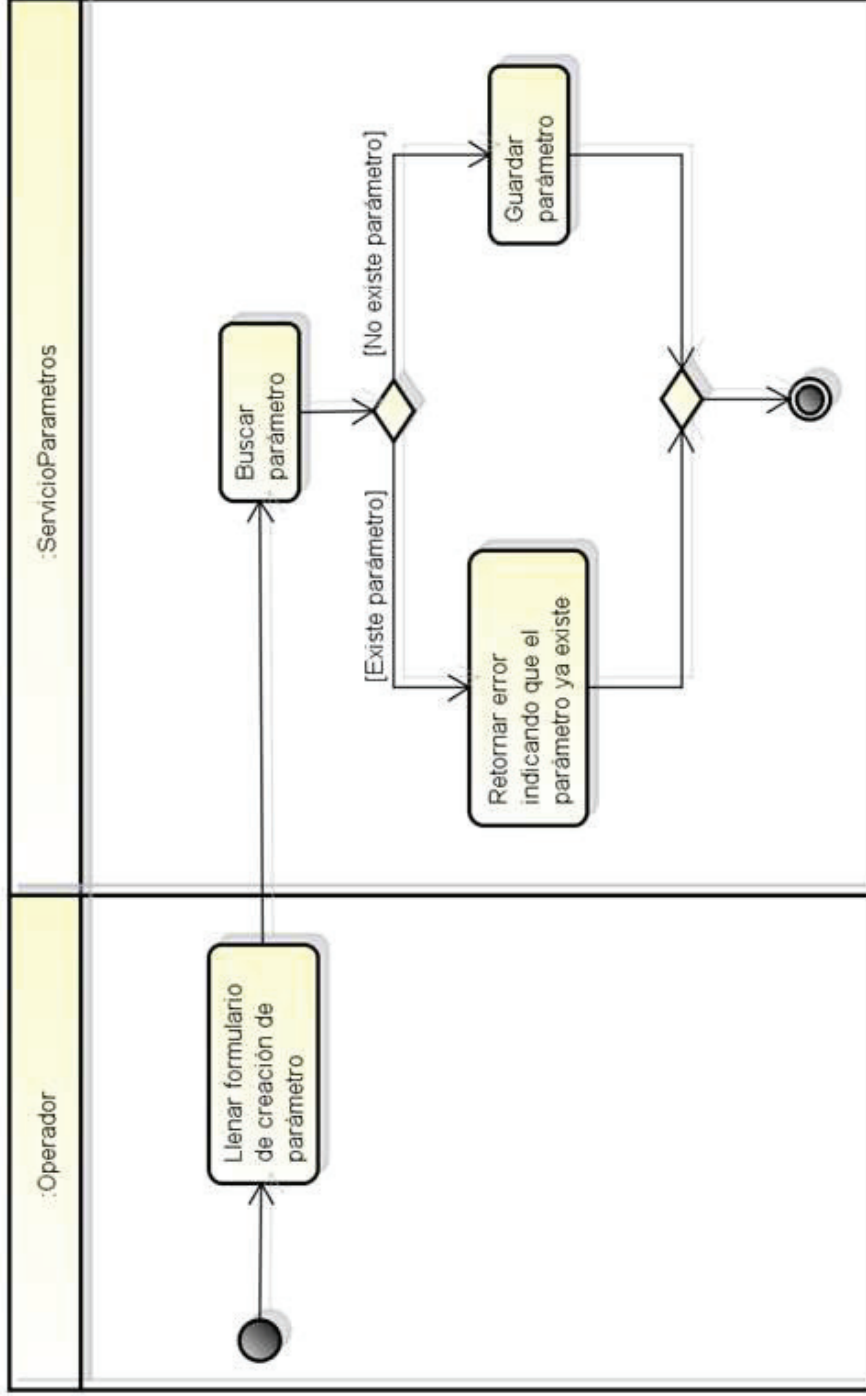 :Operador
:ServicioParametros
Llenar formulario
de creación de
parámetro
Buscar
parámetro
[Existe parámetro]
[No existe parámetro]
Retornar error
indicando que el
parámetro ya existe
Guardar
parámetro